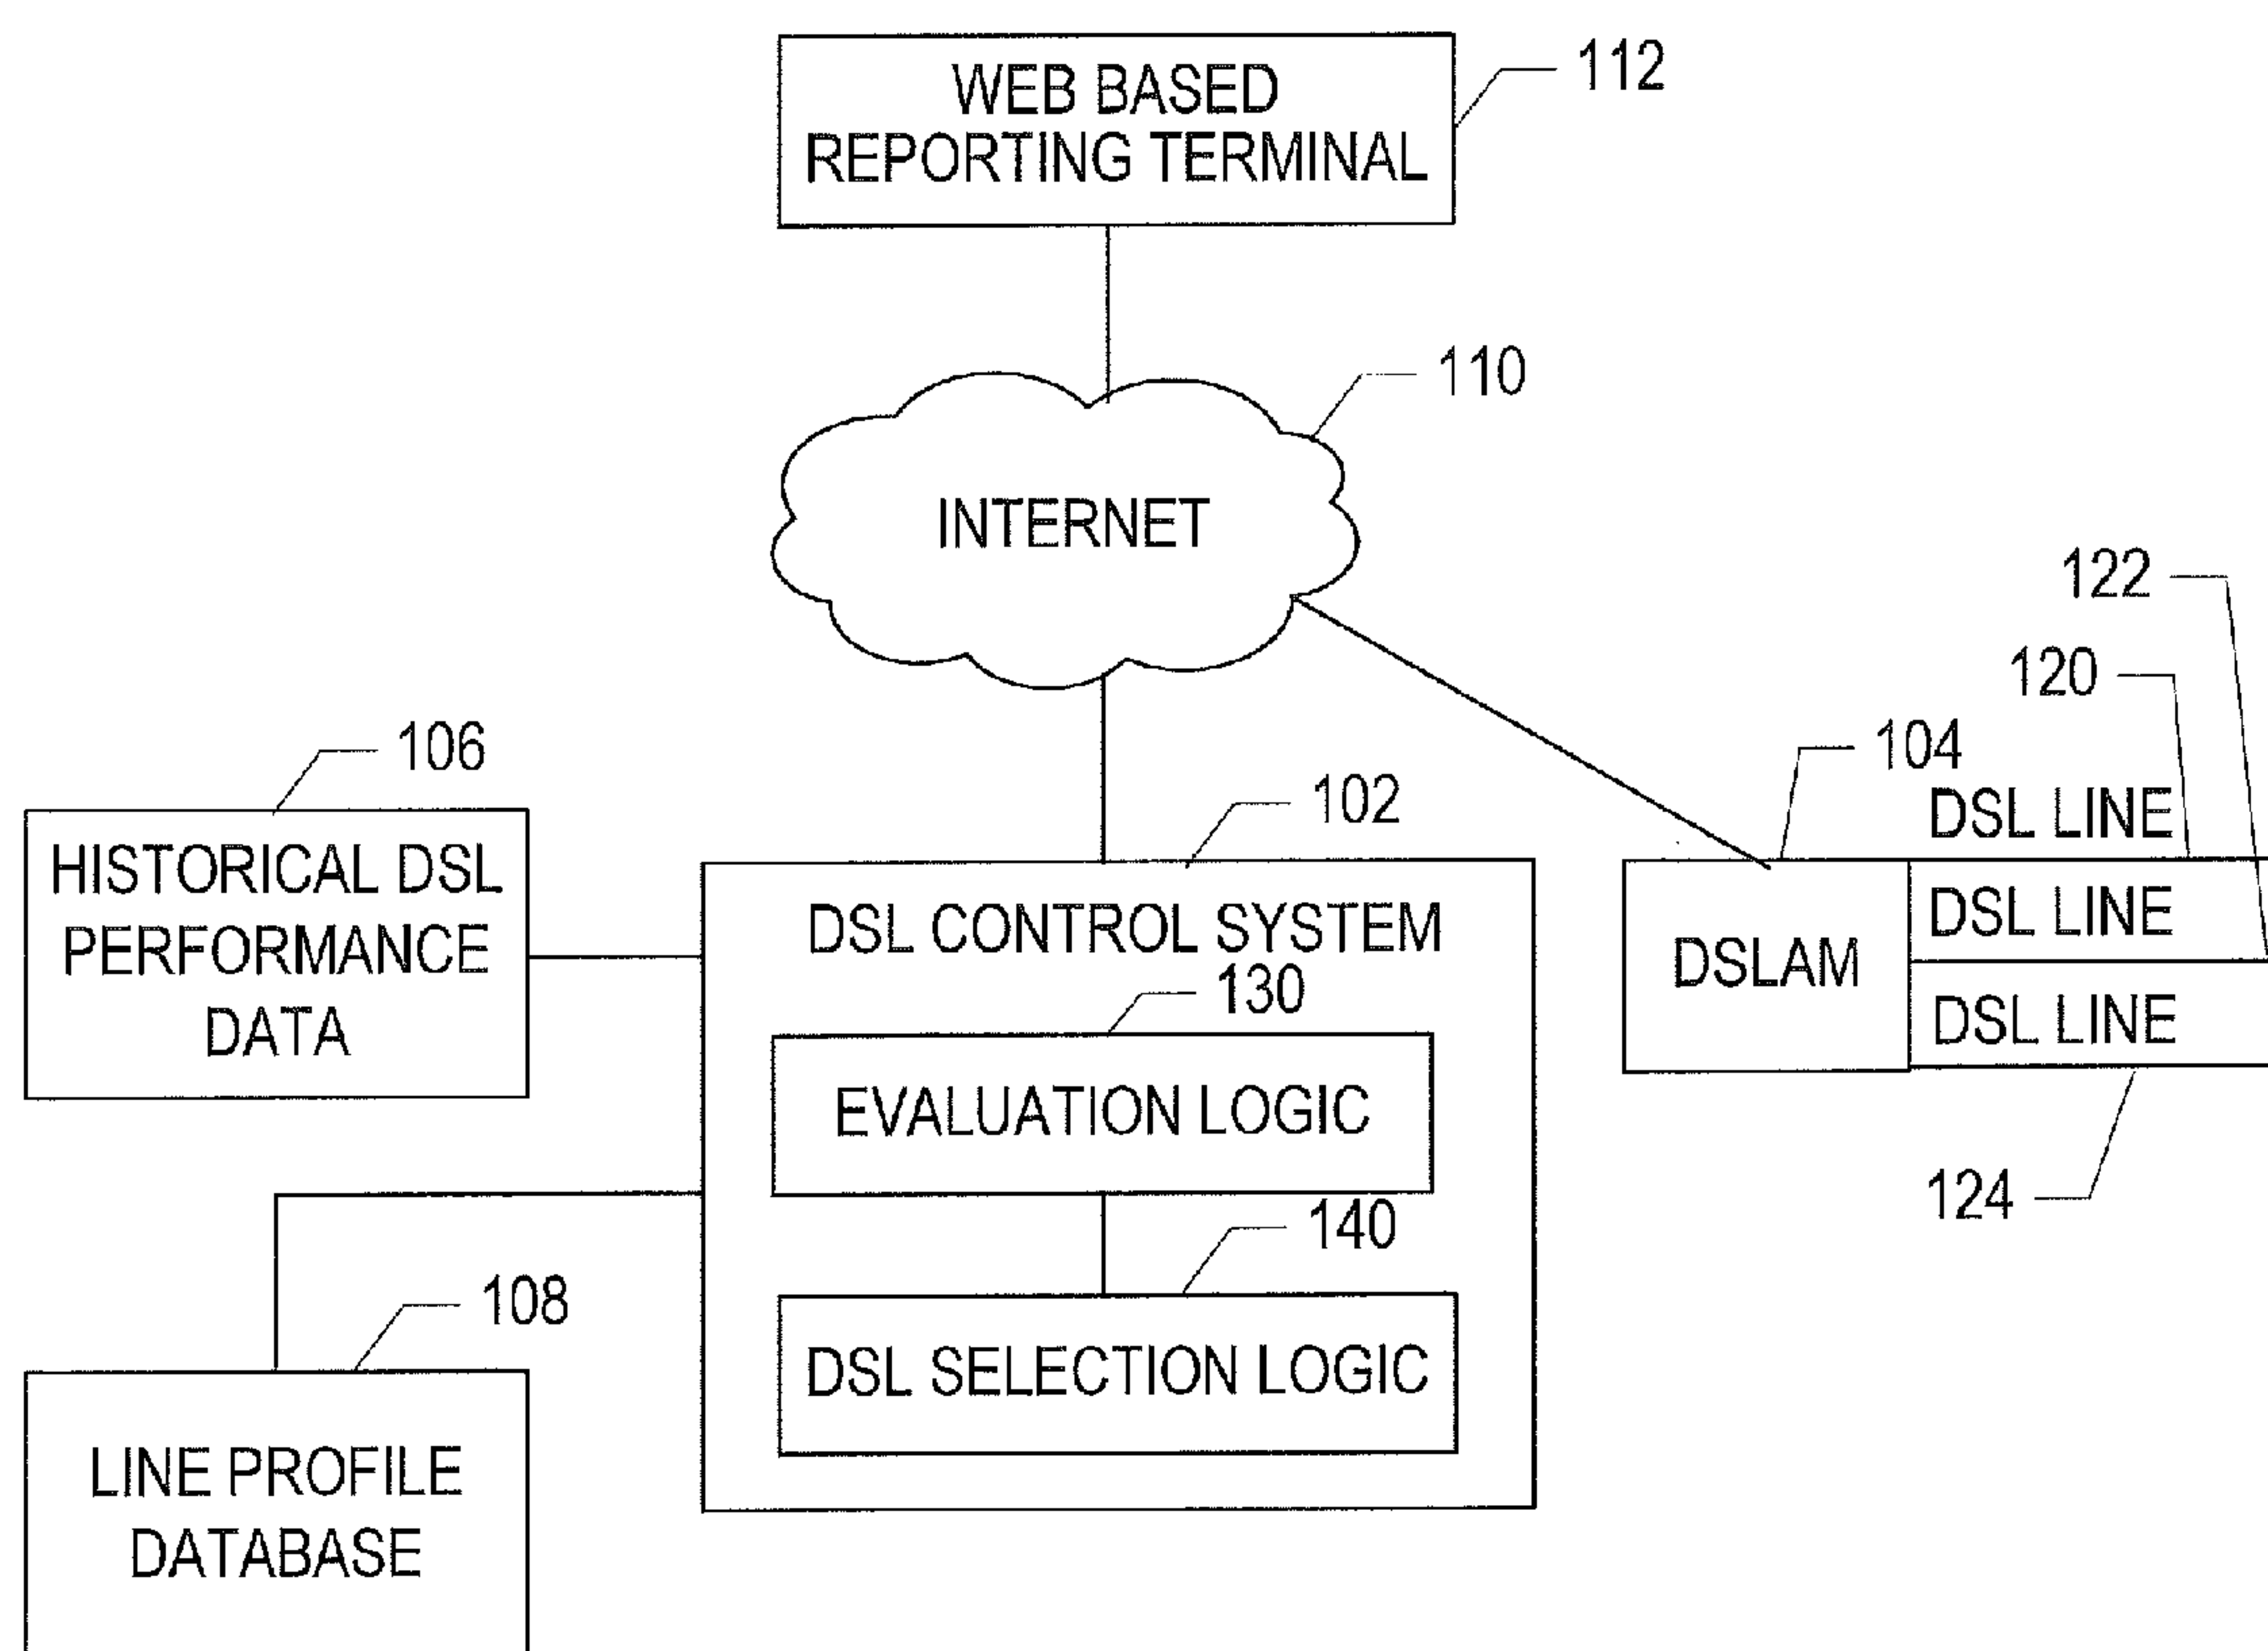 WEB BASED
REPORTING TERMINAL
112
110
INTERNET
122
120
106
104
102
DSL LINE
HISTORICAL DSL
PERFORMANCE
DATA
DSL CONTROL SYSTEM
130
DSLAM
DSL LINE
DSL LINE
EVALUATION LOGIC
124
140
108
DSL SELECTION LOGIC
LINE PROFILE
DATABASE